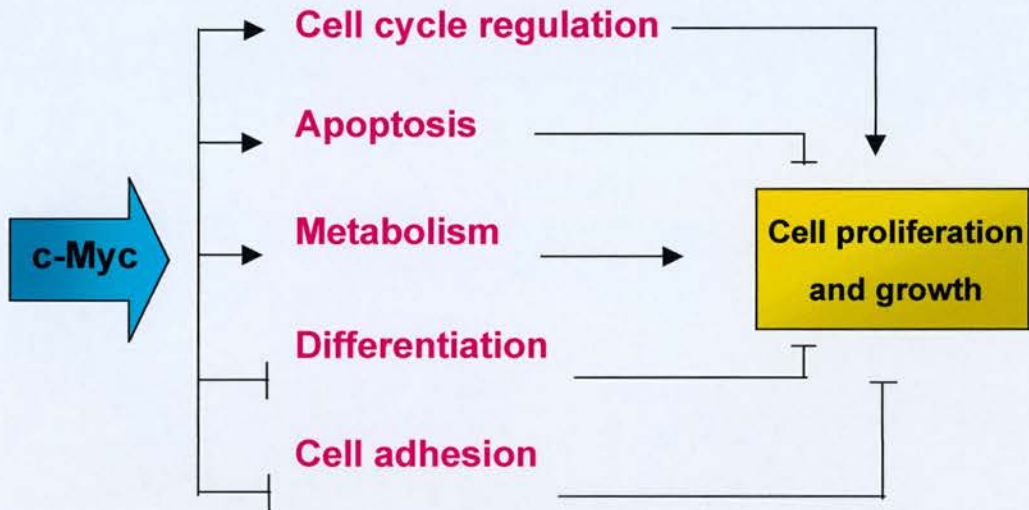 Cell cycle regulation
Apoptosis
c-Myc
Metabolism
Cell proliferation
and growth
Differentiation
Cell adhesion